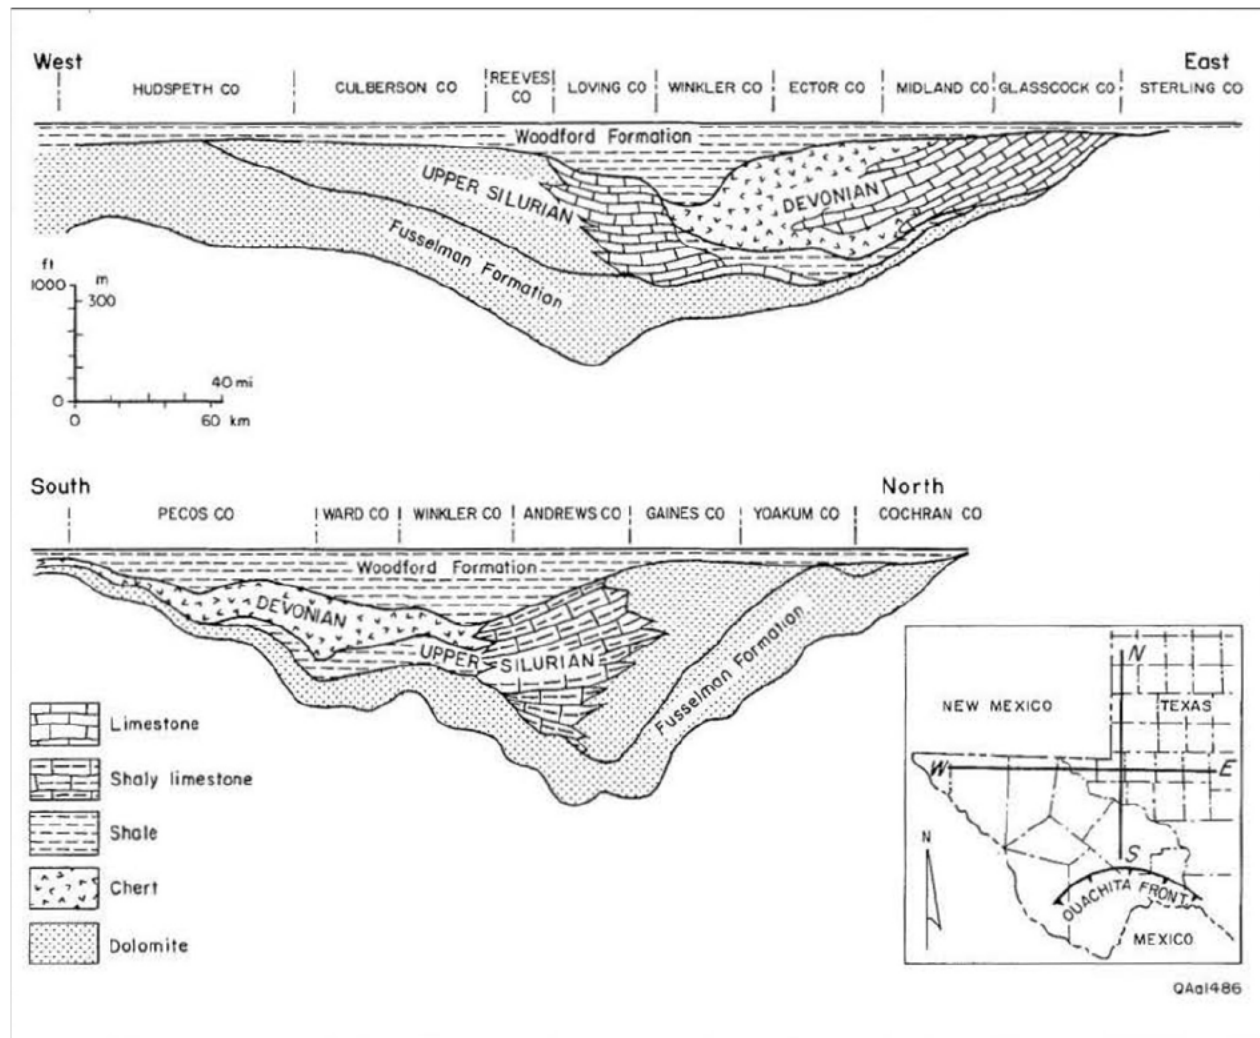 West
East
HUDSPETH CO
CULBERSON CO
REEVES
CO
LOVING CO
WINKLER CO
ECTOR CO
MIDLAND CO
GLASSCOCK CO
STERLING CO
Woodford Formation
UPPER SILURIAN
DEVONIAN
Fusselman Formation
ft
m
1000
300
0
40 mi
0
60 km
South
North
PECOS CO
WARD CO
WINKLER CO
ANDREWS CO
GAINES CO
YOAKUM CO
COCHRAN CO
Woodford Formation
DEVONIAN
UPPER SILURIAN
Fusselman Formation
Limestone
Shaly limestone
Shale
Chert
Dolomite
N
NEW MEXICO
TEXAS
W
E
N
S
OUACHITA FRONT
MEXICO
QAa1486